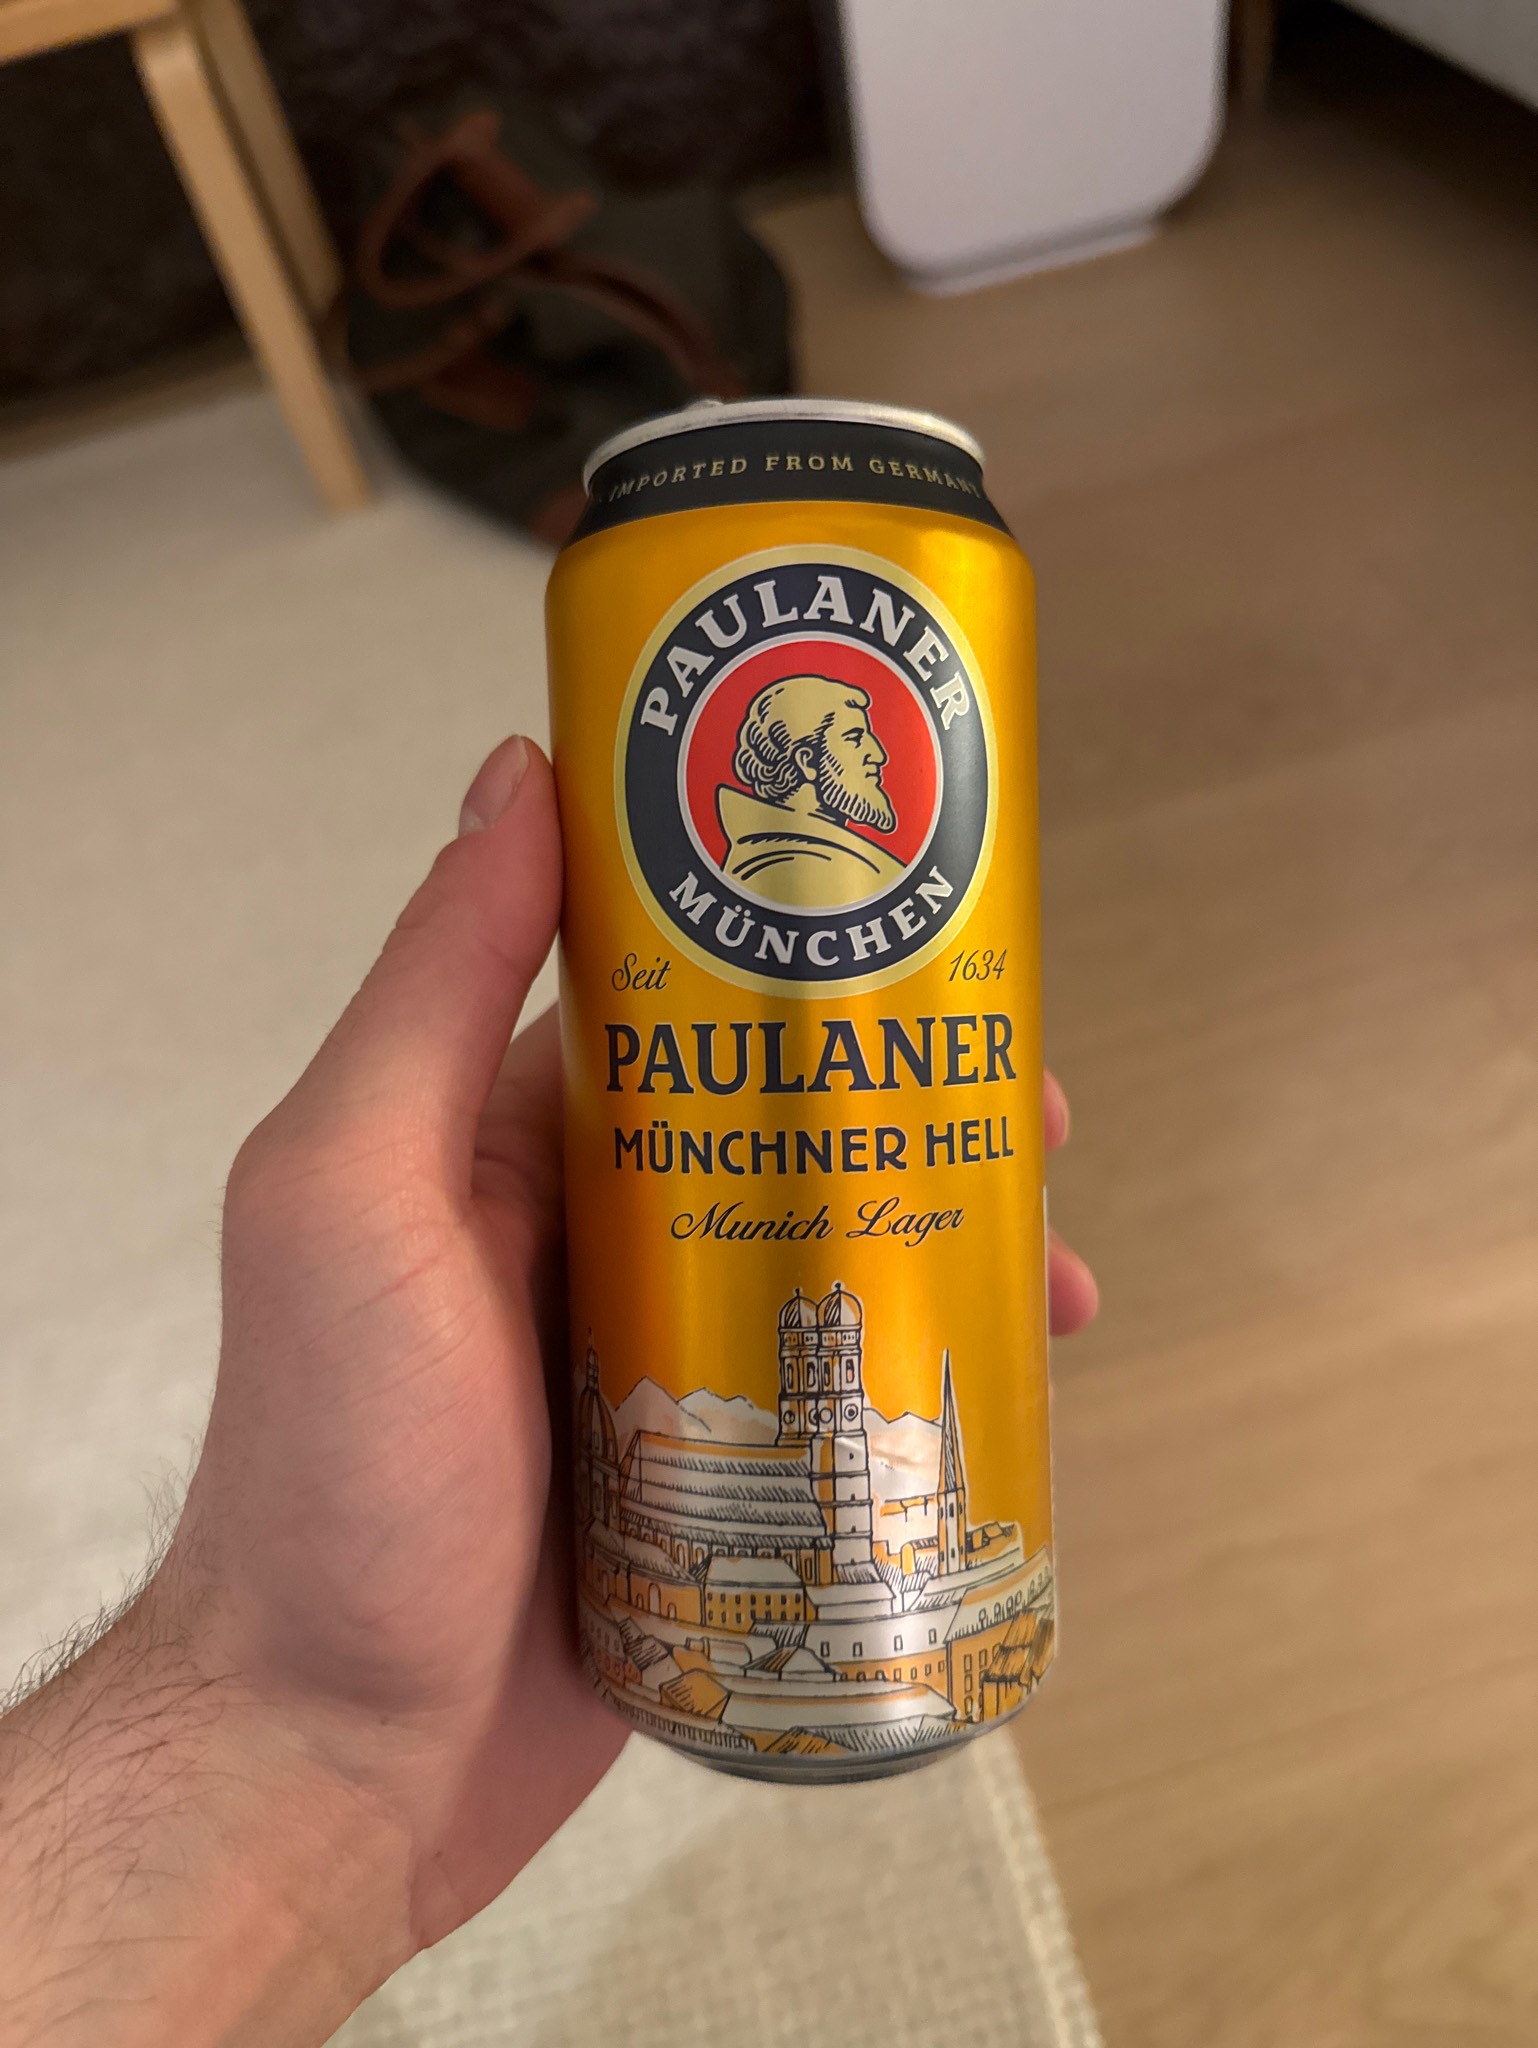 IMPORTED FROM GERMANY
PAULANER
MÜNCHEN
Seit 1634
PAULANER
MÜNCHNER HELL
Munich Lager